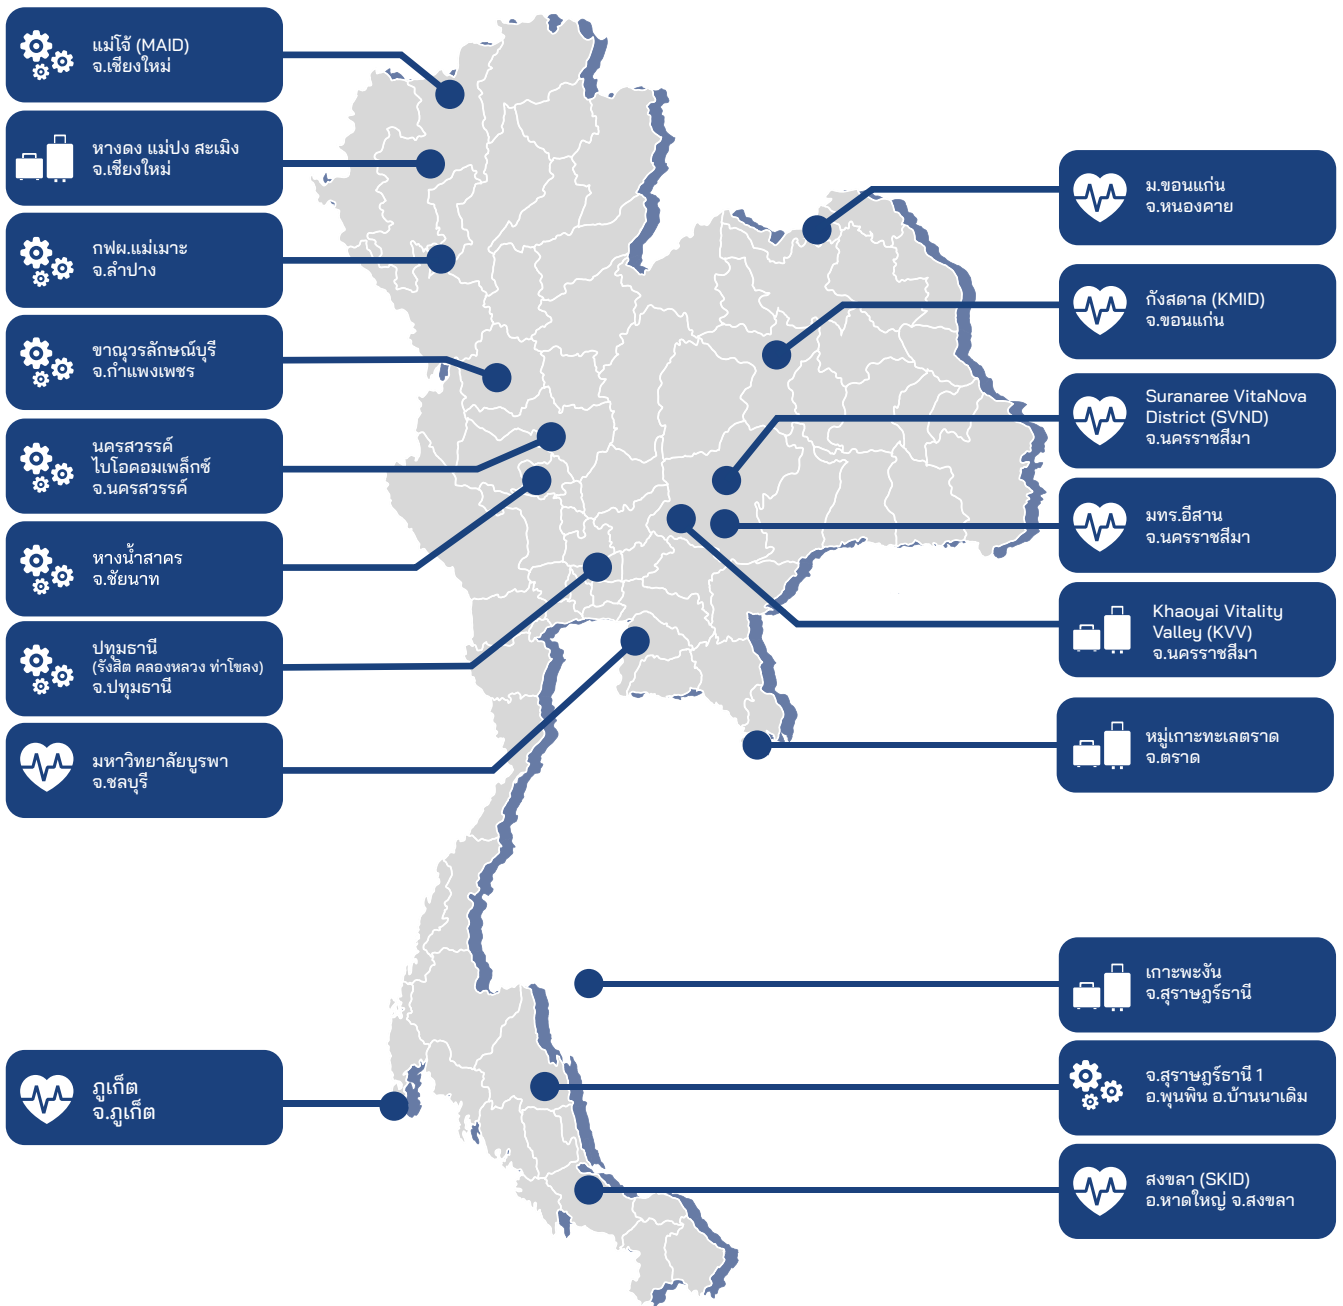 แม่โจ้ (MAID)
จ.เชียงใหม่
หางดง แม่ปง สะเมิง
จ.เชียงใหม่
กฟผ.แม่เมาะ
จ.ลำปาง
ขาณุวรลักษณ์บุรี
จ.กำแพงเพชร
นครสวรรค์
ไบโอคอมเพล็กซ์
จ.นครสวรรค์
หางน้ำสาคร
จ.ชัยนาท
ปทุมธานี
(รังสิต คลองหลวง ท่าโขลง)
จ.ปทุมธานี
มหาวิทยาลัยบูรพา
จ.ชลบุรี
ภูเก็ต
จ.ภูเก็ต
ม.ขอนแก่น
จ.หนองคาย
กังสดาล (KMID)
จ.ขอนแก่น
Suranaree VitaNova
District (SVND)
จ.นครราชสีมา
มทร.อีสาน
จ.นครราชสีมา
Khaoyai Vitality
Valley (KVV)
จ.นครราชสีมา
หมู่เกาะทะเลตราด
จ.ตราด
เกาะพะงัน
จ.สุราษฎร์ธานี
จ.สุราษฎร์ธานี 1
อ.พุนพิน อ.บ้านนาเดิม
สงขลา (SKID)
อ.หาดใหญ่ จ.สงขลา